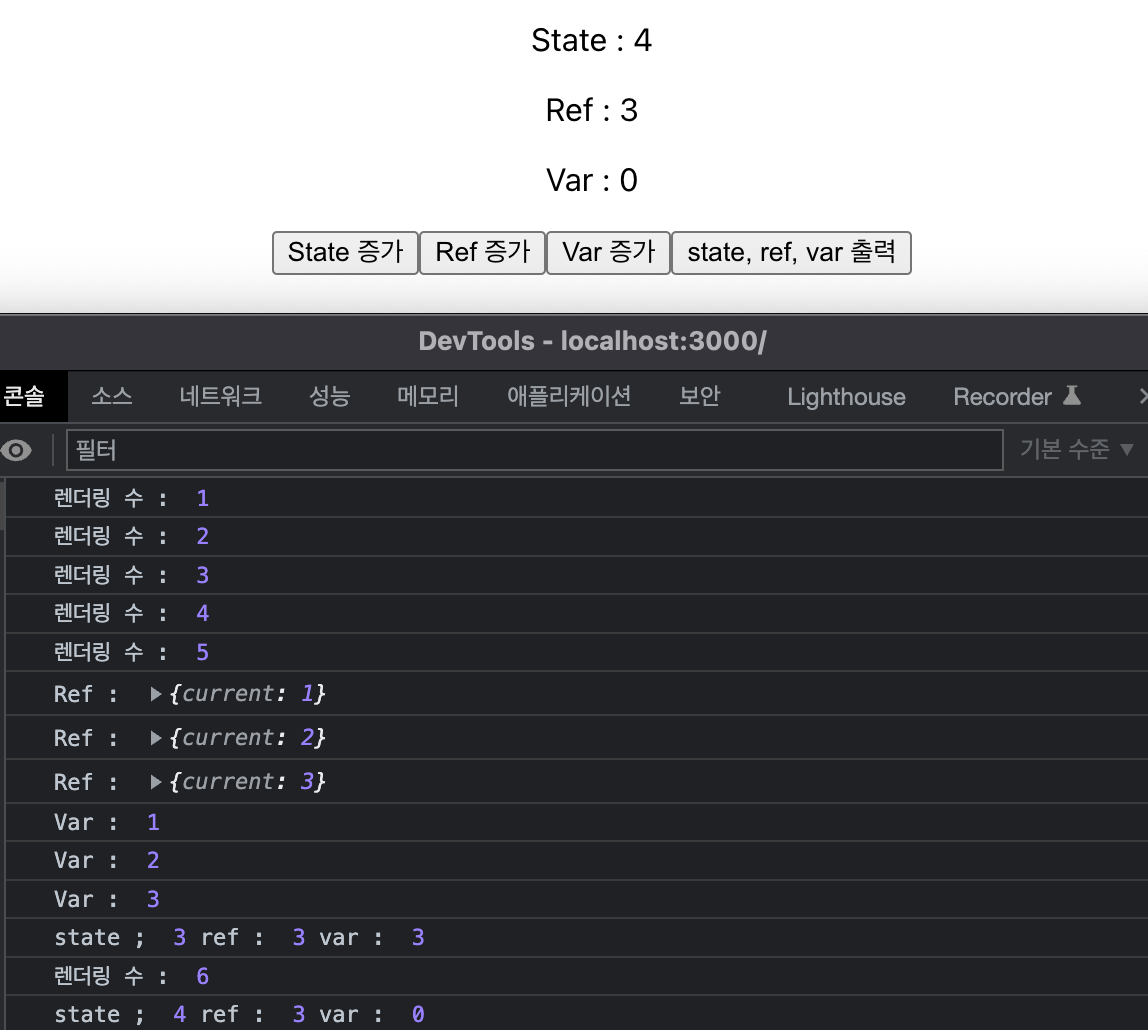 State : 4
Ref : 3
Var : 0
State 증가 Ref 증가 Var 증가 state, ref, var 출력
DevTools - localhost:3000/
콘솔 소스 네트워크 성능 메모리 애플리케이션 보안 Lighthouse Recorder
필터 기본 수준 ▼
렌더링 수 : 1
렌더링 수 : 2
렌더링 수 : 3
렌더링 수 : 4
렌더링 수 : 5
Ref : ▶ {current: 1}
Ref : ▶ {current: 2}
Ref : ▶ {current: 3}
Var : 1
Var : 2
Var : 3
state ; 3 ref : 3 var : 3
렌더링 수 : 6
state ; 4 ref : 3 var : 0